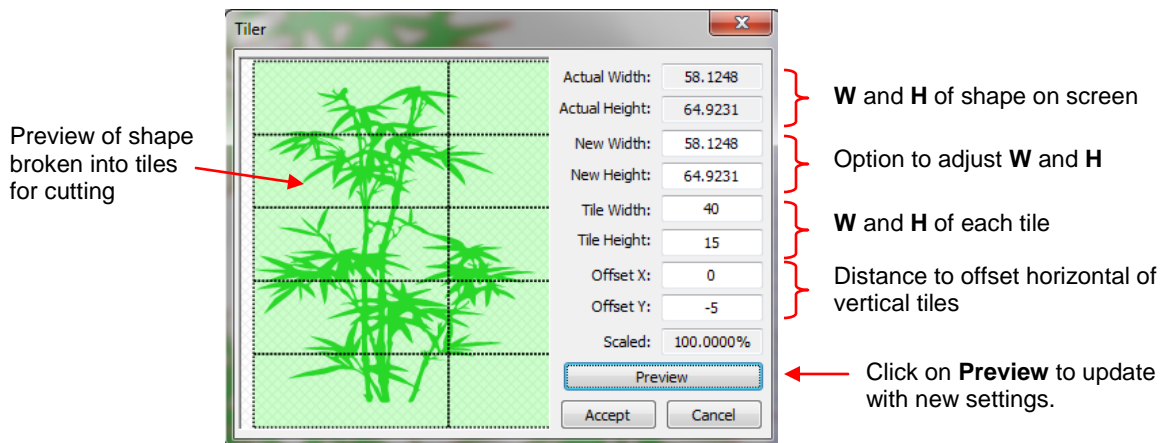 Tiler
Preview of shape
broken into tiles
for cutting
Actual Width: 58.1248
Actual Height: 64.9231
New Width: 58.1248
New Height: 64.9231
Tile Width: 40
Tile Height: 15
Offset X: 0
Offset Y: -5
Scaled: 100.0000%
Preview
Accept Cancel
W and H of shape on screen
Option to adjust W and H
W and H of each tile
Distance to offset horizontal of
vertical tiles
Click on Preview to update
with new settings.